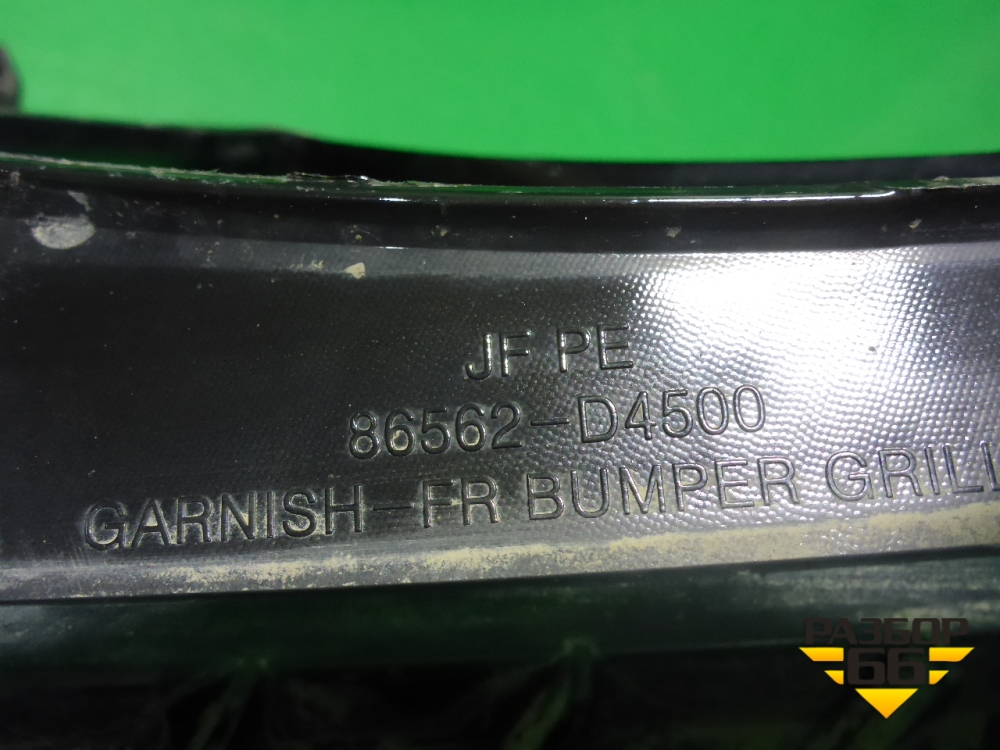 JF PE
86562-D4500
GARNISH-FR BUMPER GRILL
РАЗБОР
66